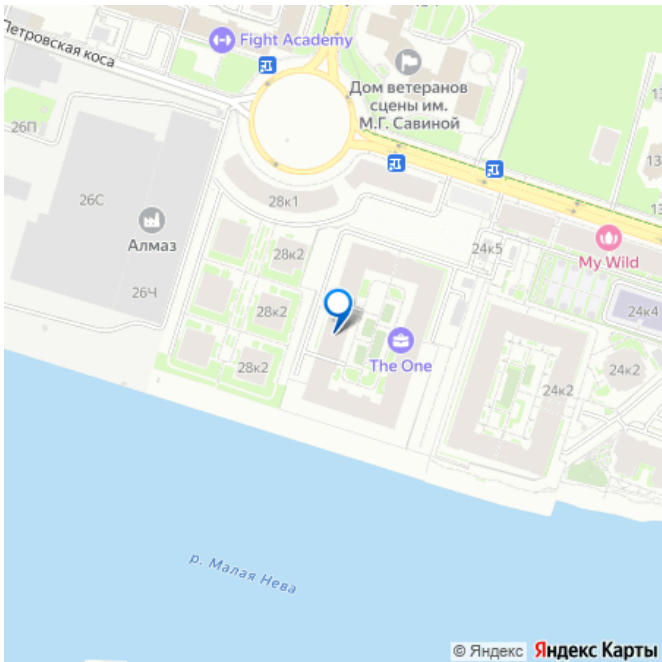 Петровская коса
Fight Academy
Дом ветеранов
сцены им.
М.Г. Савиной
26П
26С
28к1
Алмаз
28к2
24к5
My Wild
26Ч
28к2
24к4
The One
28к2
24к2
24к2
р. Малая Нева
© Яндекс Яндекс Карты